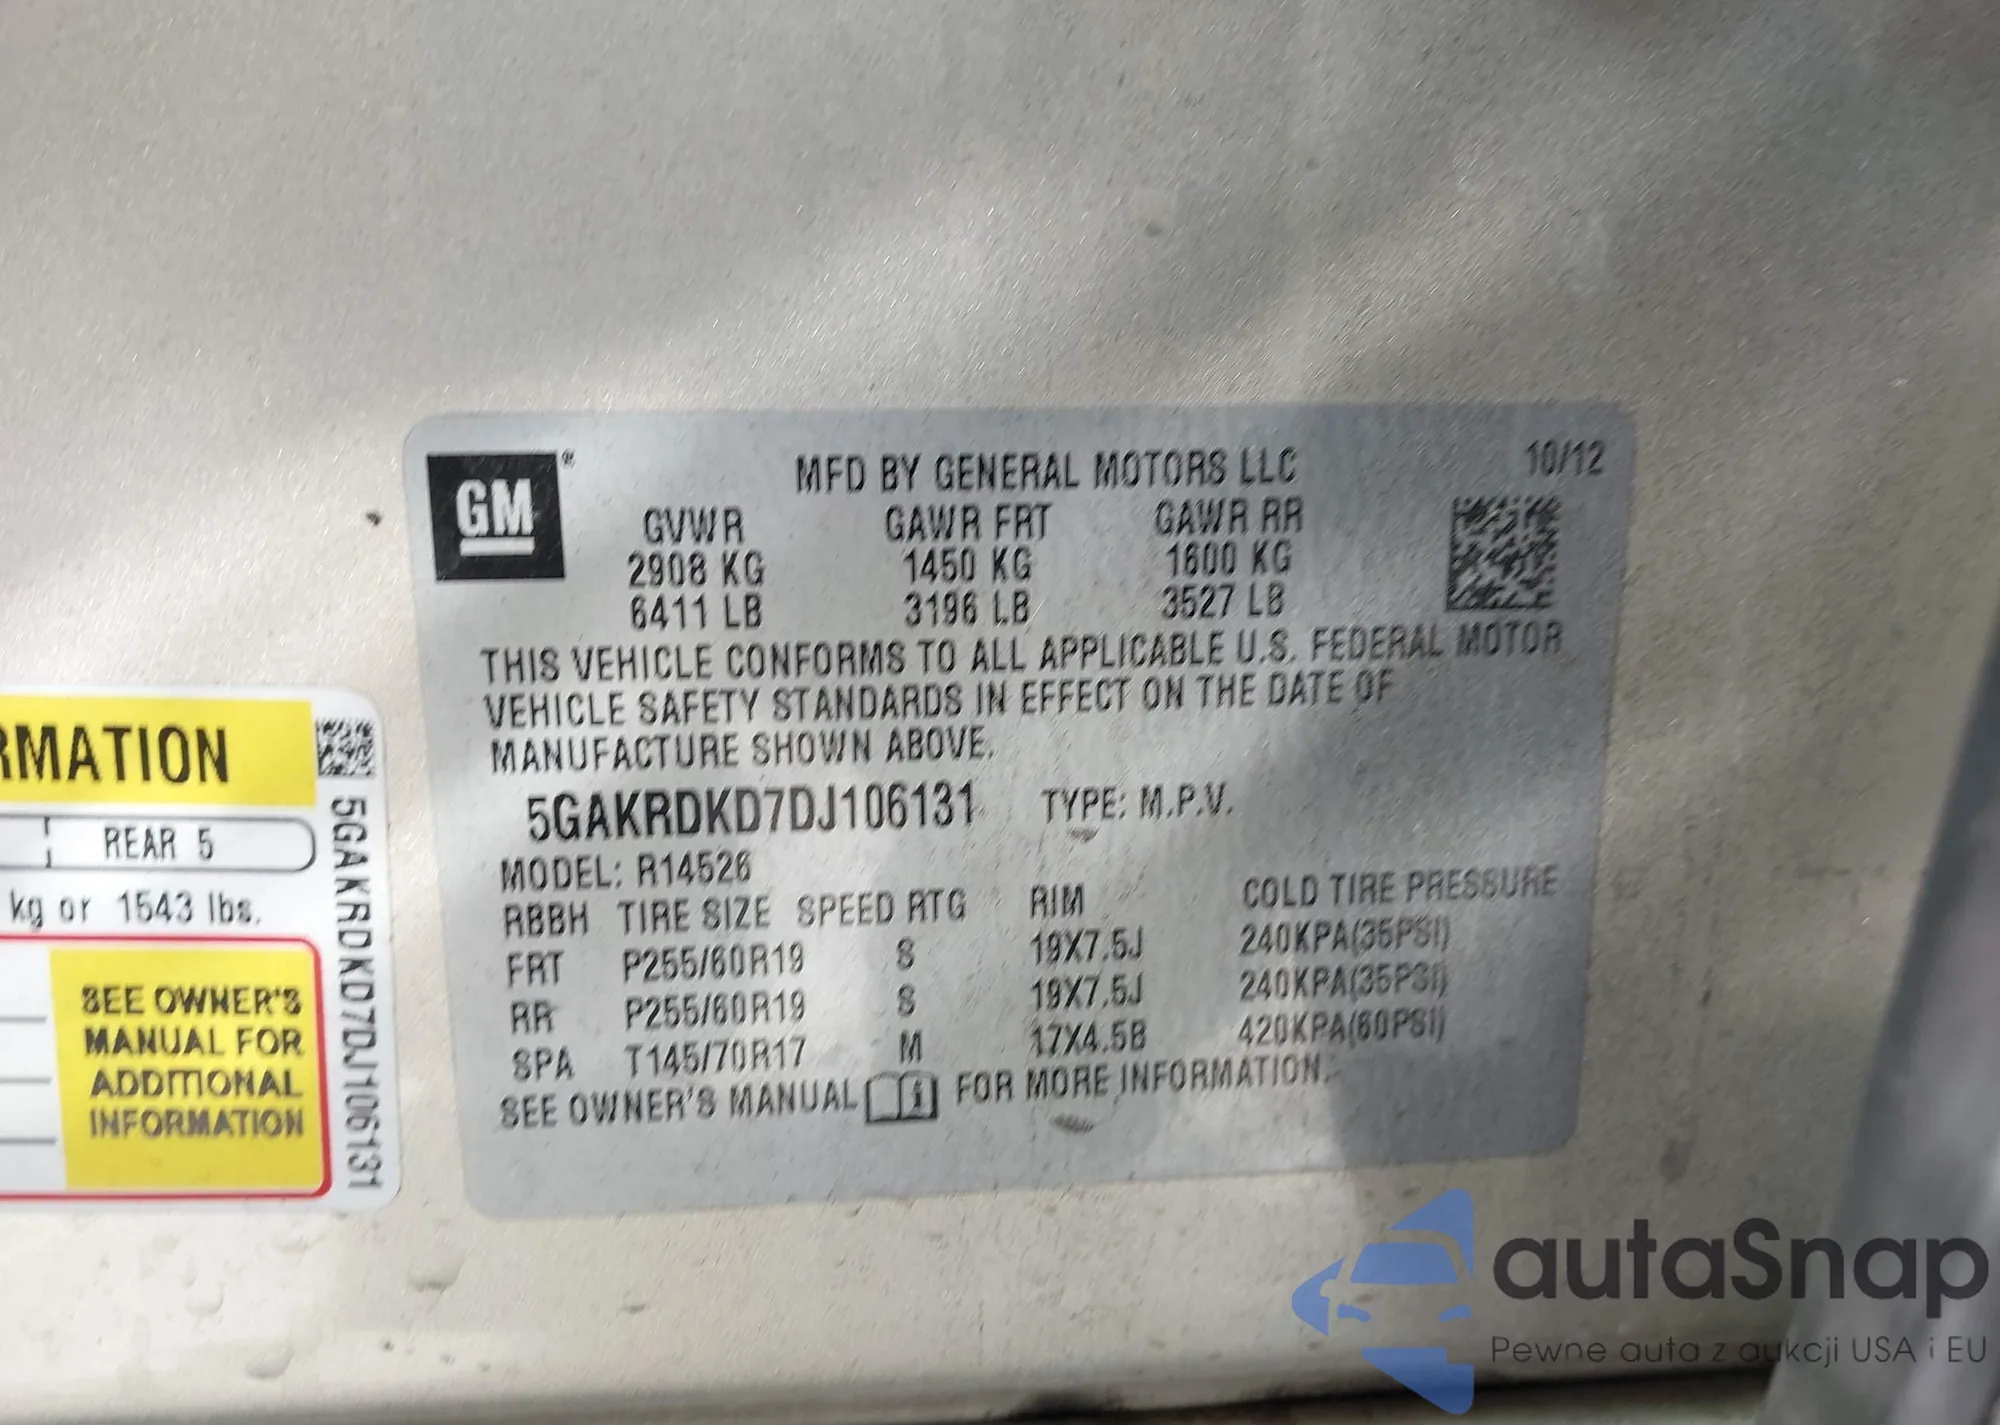 GM ®
MFD BY GENERAL MOTORS LLC 10/12
GVWR GAWR FRT GAWR RR
2908 KG 1450 KG 1600 KG
6411 LB 3196 LB 3527 LB
THIS VEHICLE CONFORMS TO ALL APPLICABLE U.S. FEDERAL MOTOR
VEHICLE SAFETY STANDARDS IN EFFECT ON THE DATE OF
MANUFACTURE SHOWN ABOVE.
5GAKRDKD7DJ106131 TYPE: M.P.V.
MODEL: R14526
RBBH TIRE SIZE SPEED RTG RIM COLD TIRE PRESSURE
FRT P255/60R19 S 19X7.5J 240KPA(35PSI)
RR P255/60R19 S 19X7.5J 240KPA(35PSI)
SPA T145/70R17 M 17X4.5B 420KPA(60PSI)
SEE OWNER'S MANUAL FOR MORE INFORMATION.
RMATION
REAR 5
kg or 1543 lbs.
SEE OWNER'S
MANUAL FOR
ADDITIONAL
INFORMATION
5GAKRDKD7DJ106131
autaSnap
Pewne auta z aukcji USA i EU